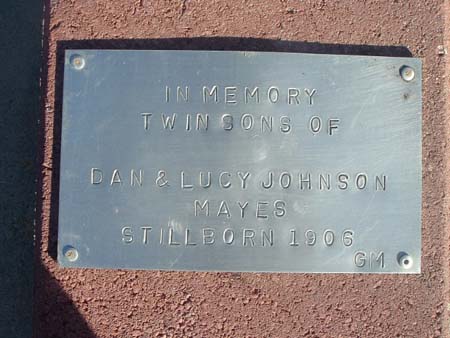 IN MEMORY
TWIN SONS OF
DAN & LUCY JOHNSON
MAYES
STILLBORN 1906
GM